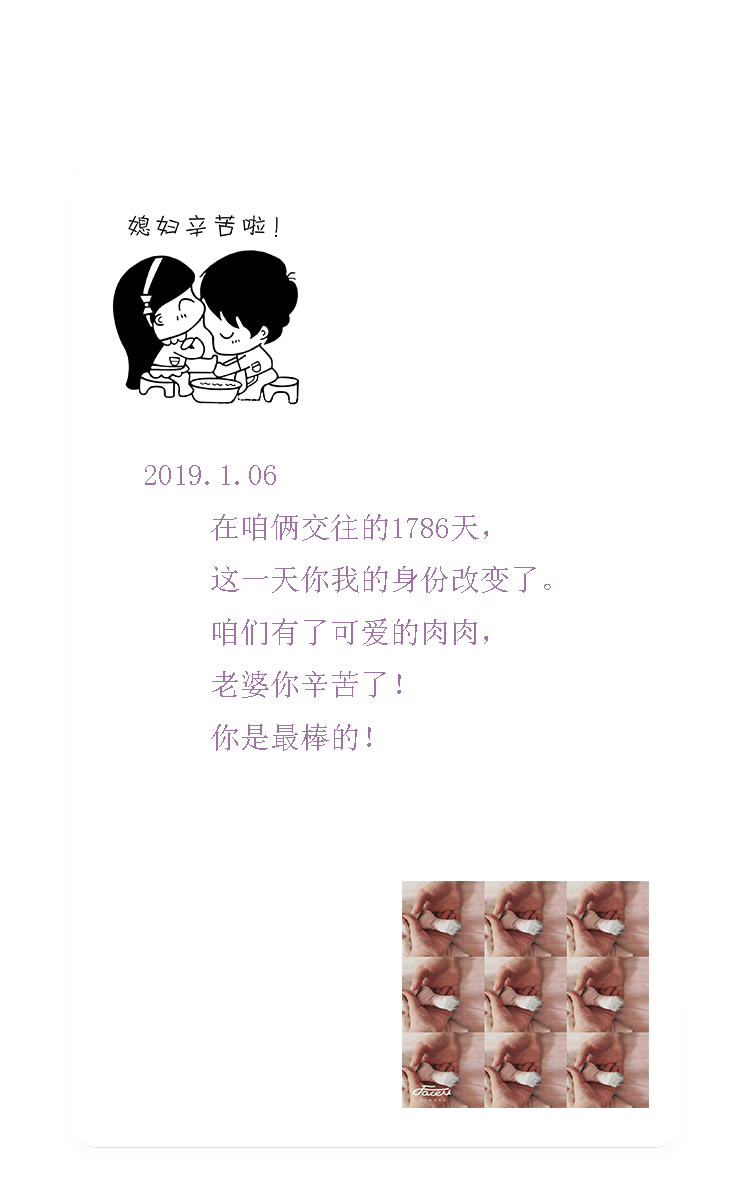 媳妇辛苦啦!
2019.1.06
在咱俩交往的1786天，
这一天你我的身份改变了。
咱们有了可爱的肉肉，
老婆你辛苦了！
你是最棒的！